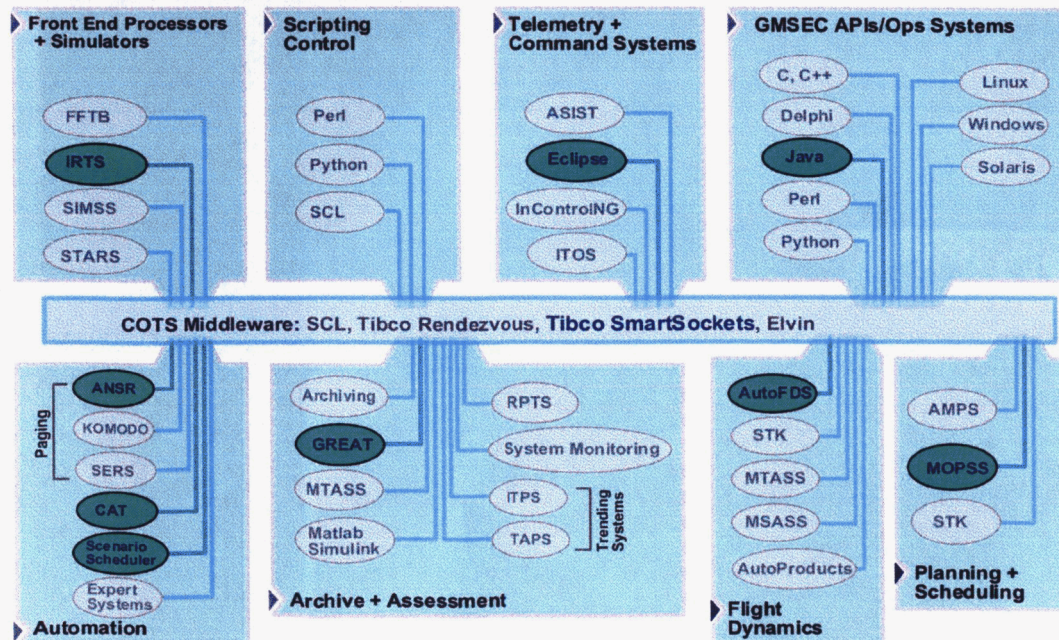 Front End Processors
+ Simulators
FFTB
IRTS
SIMSS
STARS
Scripting
Control
Perl
Python
SCL
Telemetry +
Command Systems
ASIST
Eclipse
InControlNG
ITOS
GMSEC APIs/Ops Systems
C, C++
Delphi
Java
Perl
Python
Linux
Windows
Solaris
COTS Middleware: SCL, Tibco Rendezvous, Tibco SmartSockets, Elvin
Paging
ANSR
KOMODO
SERS
CAT
Scenario
Scheduler
Expert
Systems
Automation
Archiving
GREAT
MTASS
Matlab
Simulink
RPTS
System Monitoring
ITPS
TAPS
Trending
Systems
Archive + Assessment
AutoFDS
STK
MTASS
MSASS
AutoProducts
Flight
Dynamics
AMPS
MOPSS
STK
Planning +
Scheduling